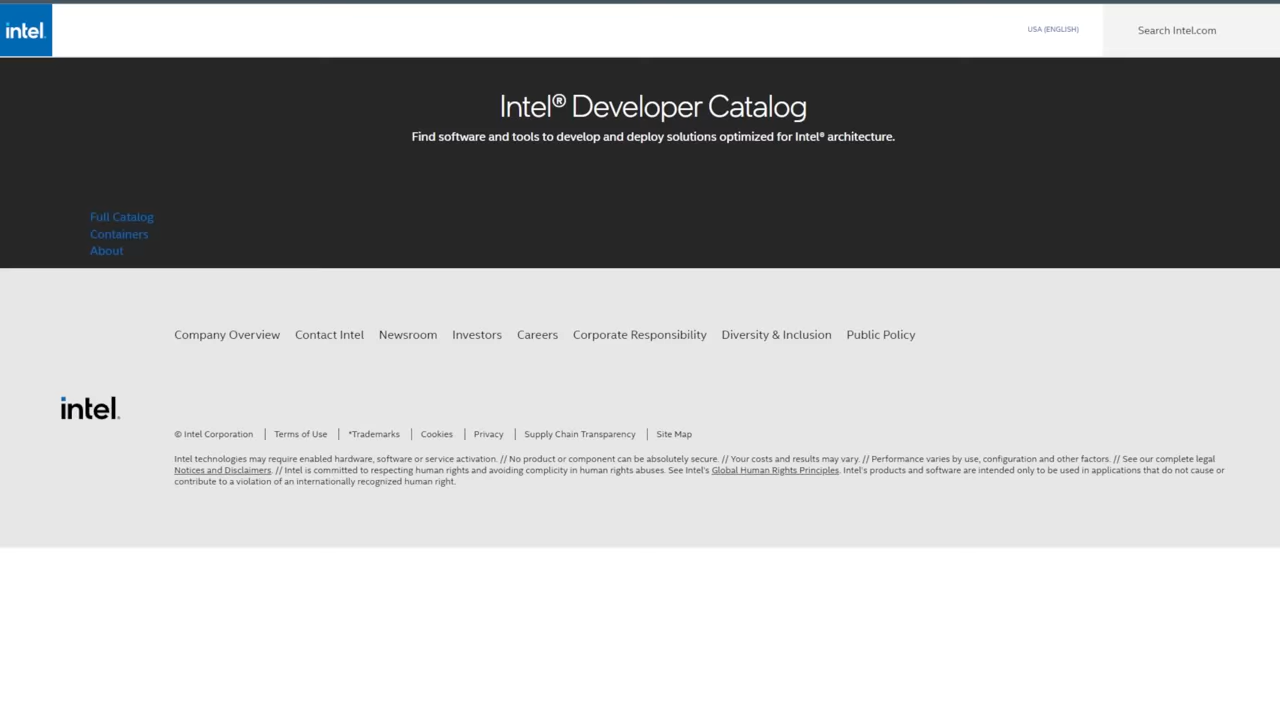 intel.
USA (ENGLISH)
Search Intel.com
Intel® Developer Catalog
Find software and tools to develop and deploy solutions optimized for Intel® architecture.
Full Catalog
Containers
About
Company Overview Contact Intel Newsroom Investors Careers Corporate Responsibility Diversity & Inclusion Public Policy
intel.
© Intel Corporation | Terms of Use | *Trademarks | Cookies | Privacy | Supply Chain Transparency | Site Map
Intel technologies may require enabled hardware, software or service activation. // No product or component can be absolutely secure. // Your costs and results may vary. // Performance varies by use, configuration and other factors. // See our complete legal
Notices and Disclaimers. // Intel is committed to respecting human rights and avoiding complicity in human rights abuses. See Intel's Global Human Rights Principles. Intel's products and software are intended only to be used in applications that do not cause or
contribute to a violation of an internationally recognized human right.